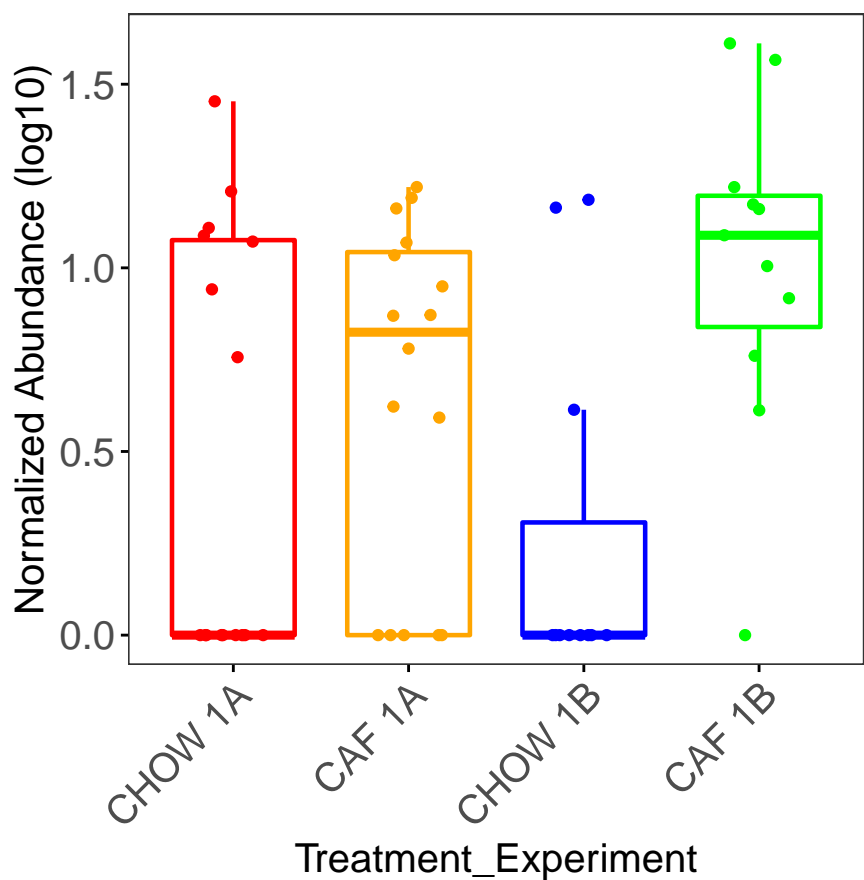 Normalized Abundance (log10)
1.5
1.0
0.5
0.0
CHOW 1A
CAF 1A
CHOW 1B
CAF 1B
Treatment_Experiment